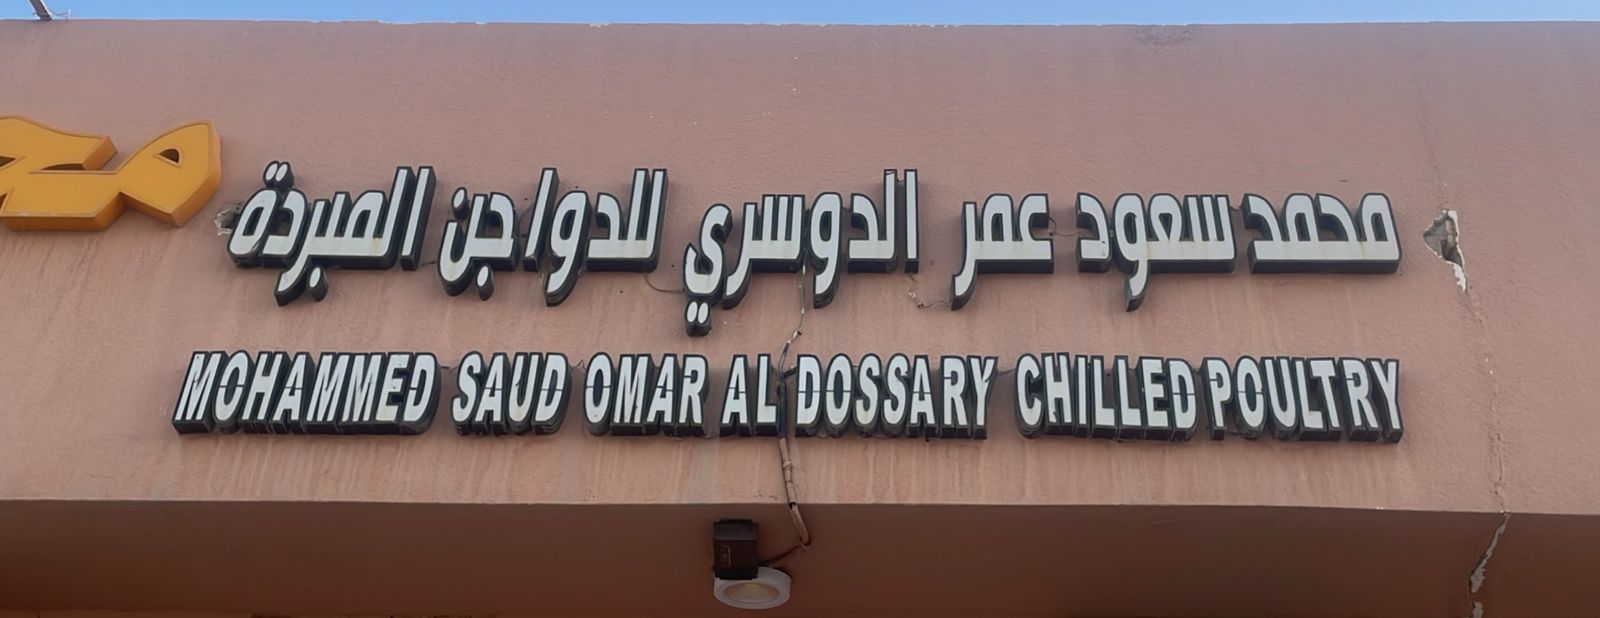 محمد سعود عمر الدوسري للدواجن المبردة
MOHAMMED SAUD OMAR AL DOSSARY CHILLED POULTRY